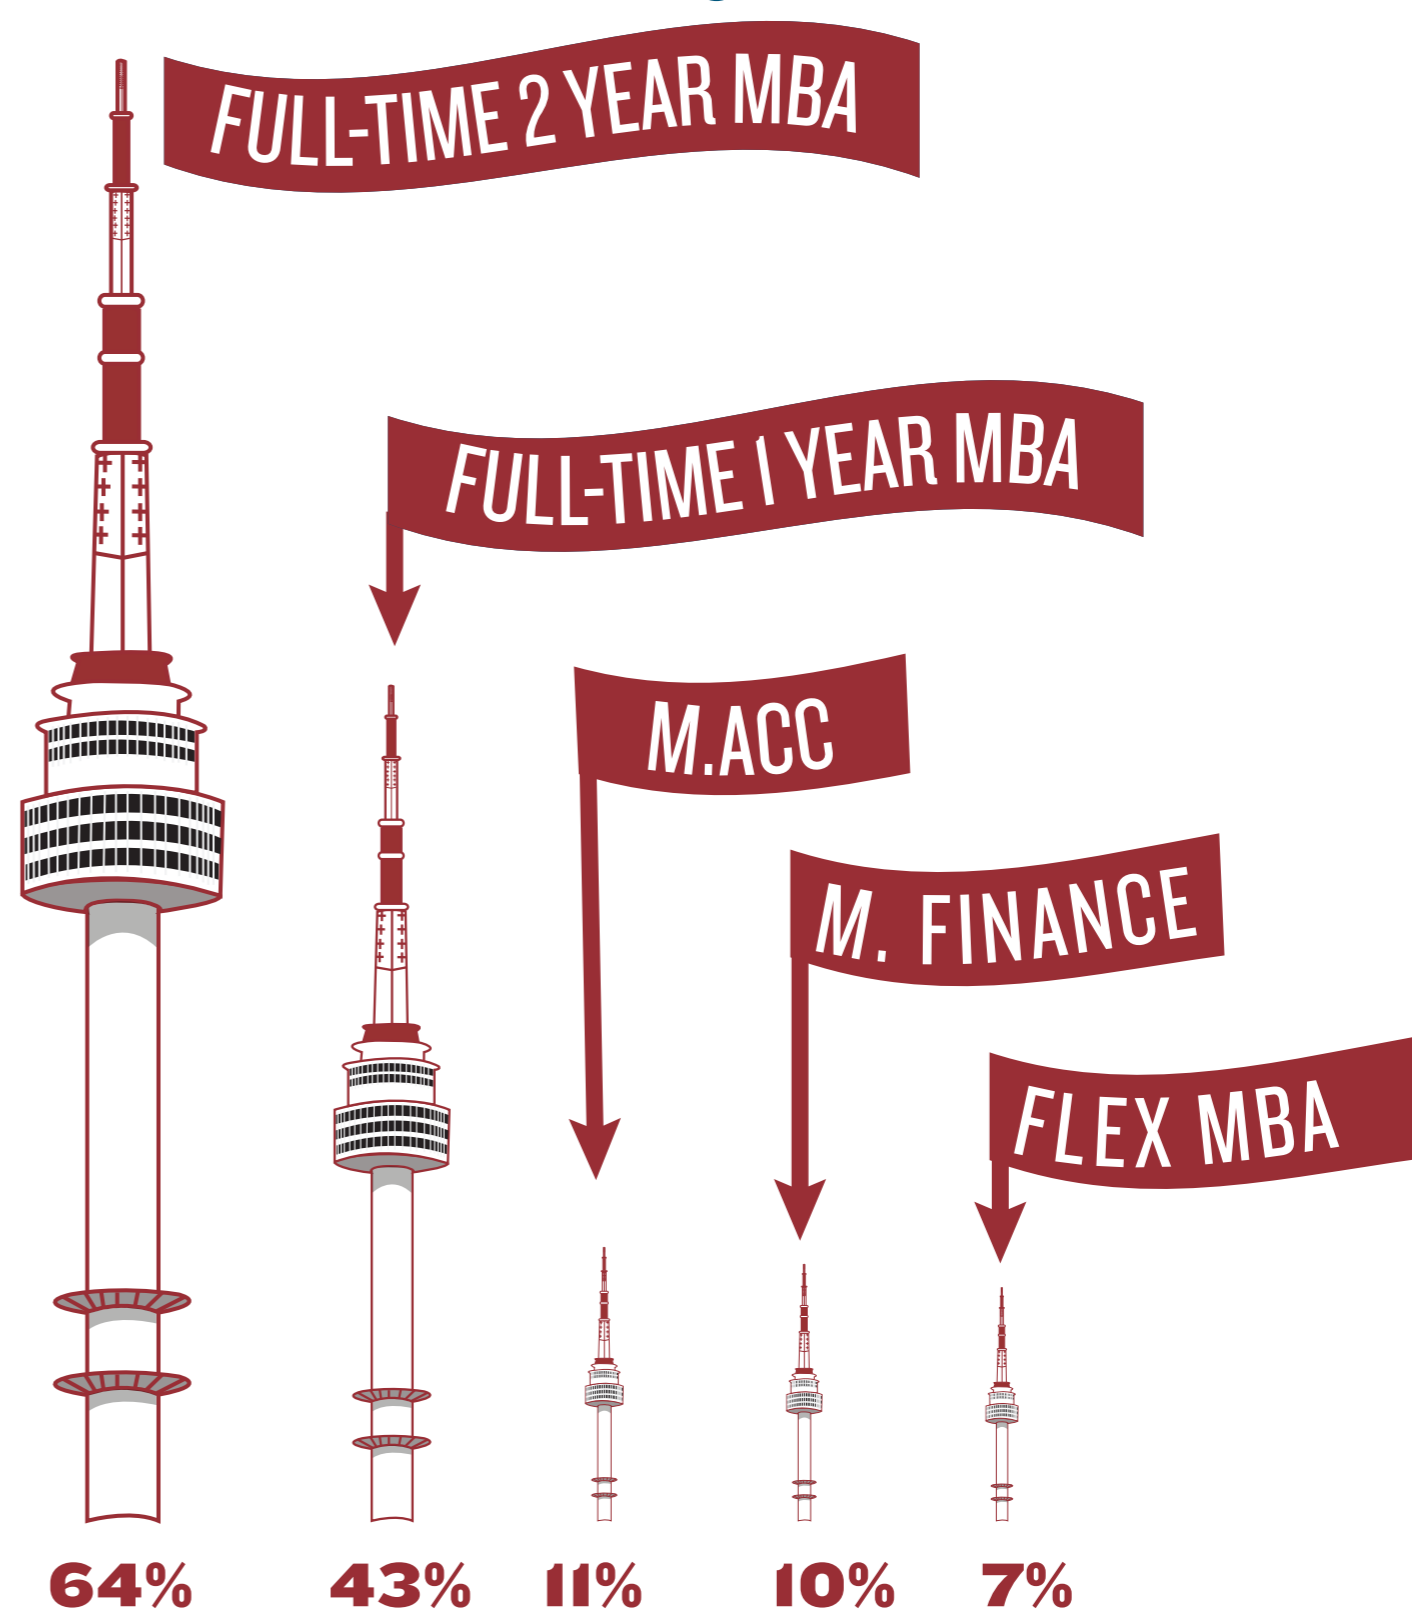 FULL-TIME 2 YEAR MBA
FULL-TIME 1 YEAR MBA
M.ACC
M. FINANCE
FLEX MBA
64% 43% 11% 10% 7%